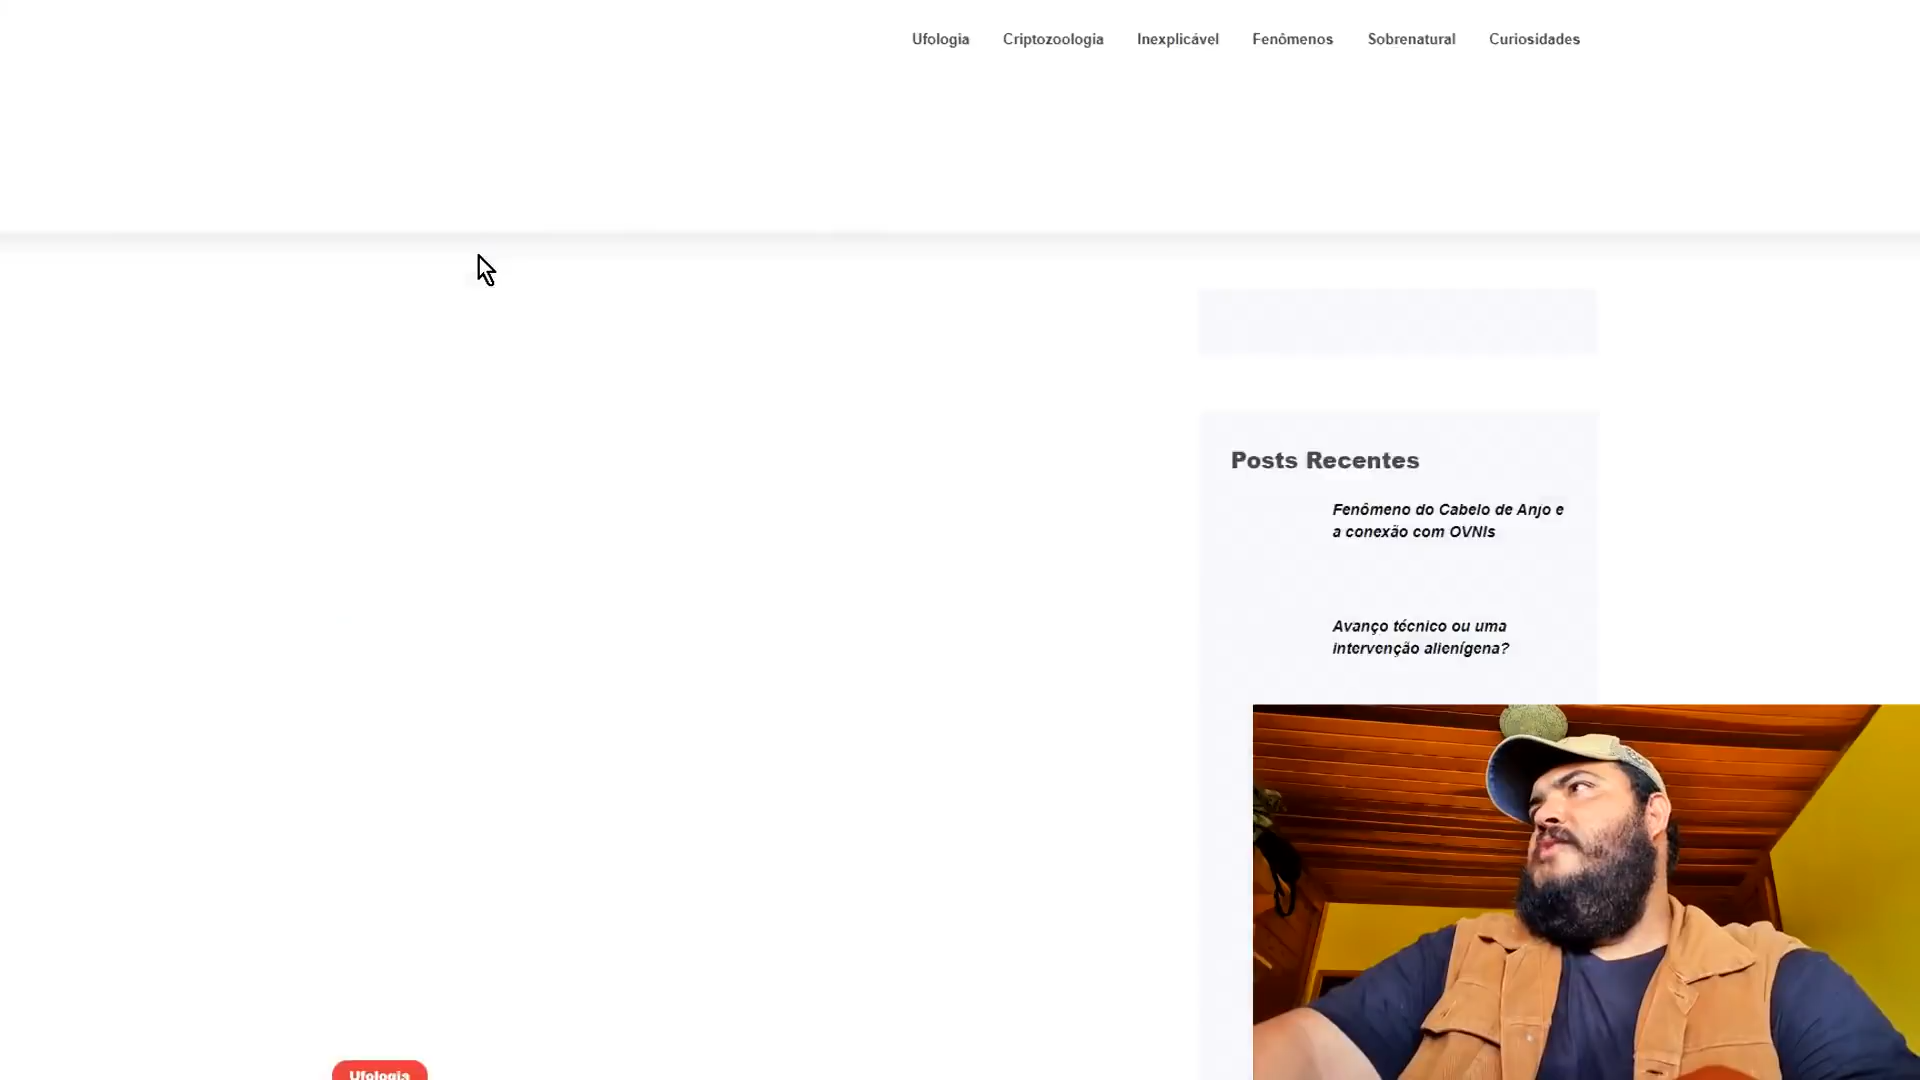 Ufologia Criptozoologia Inexplicável Fenômenos Sobrenatural Curiosidades
Posts Recentes
Fenômeno do Cabelo de Anjo e
a conexão com OVNIs
Avanço técnico ou uma
intervenção alienígena?
Ufologia